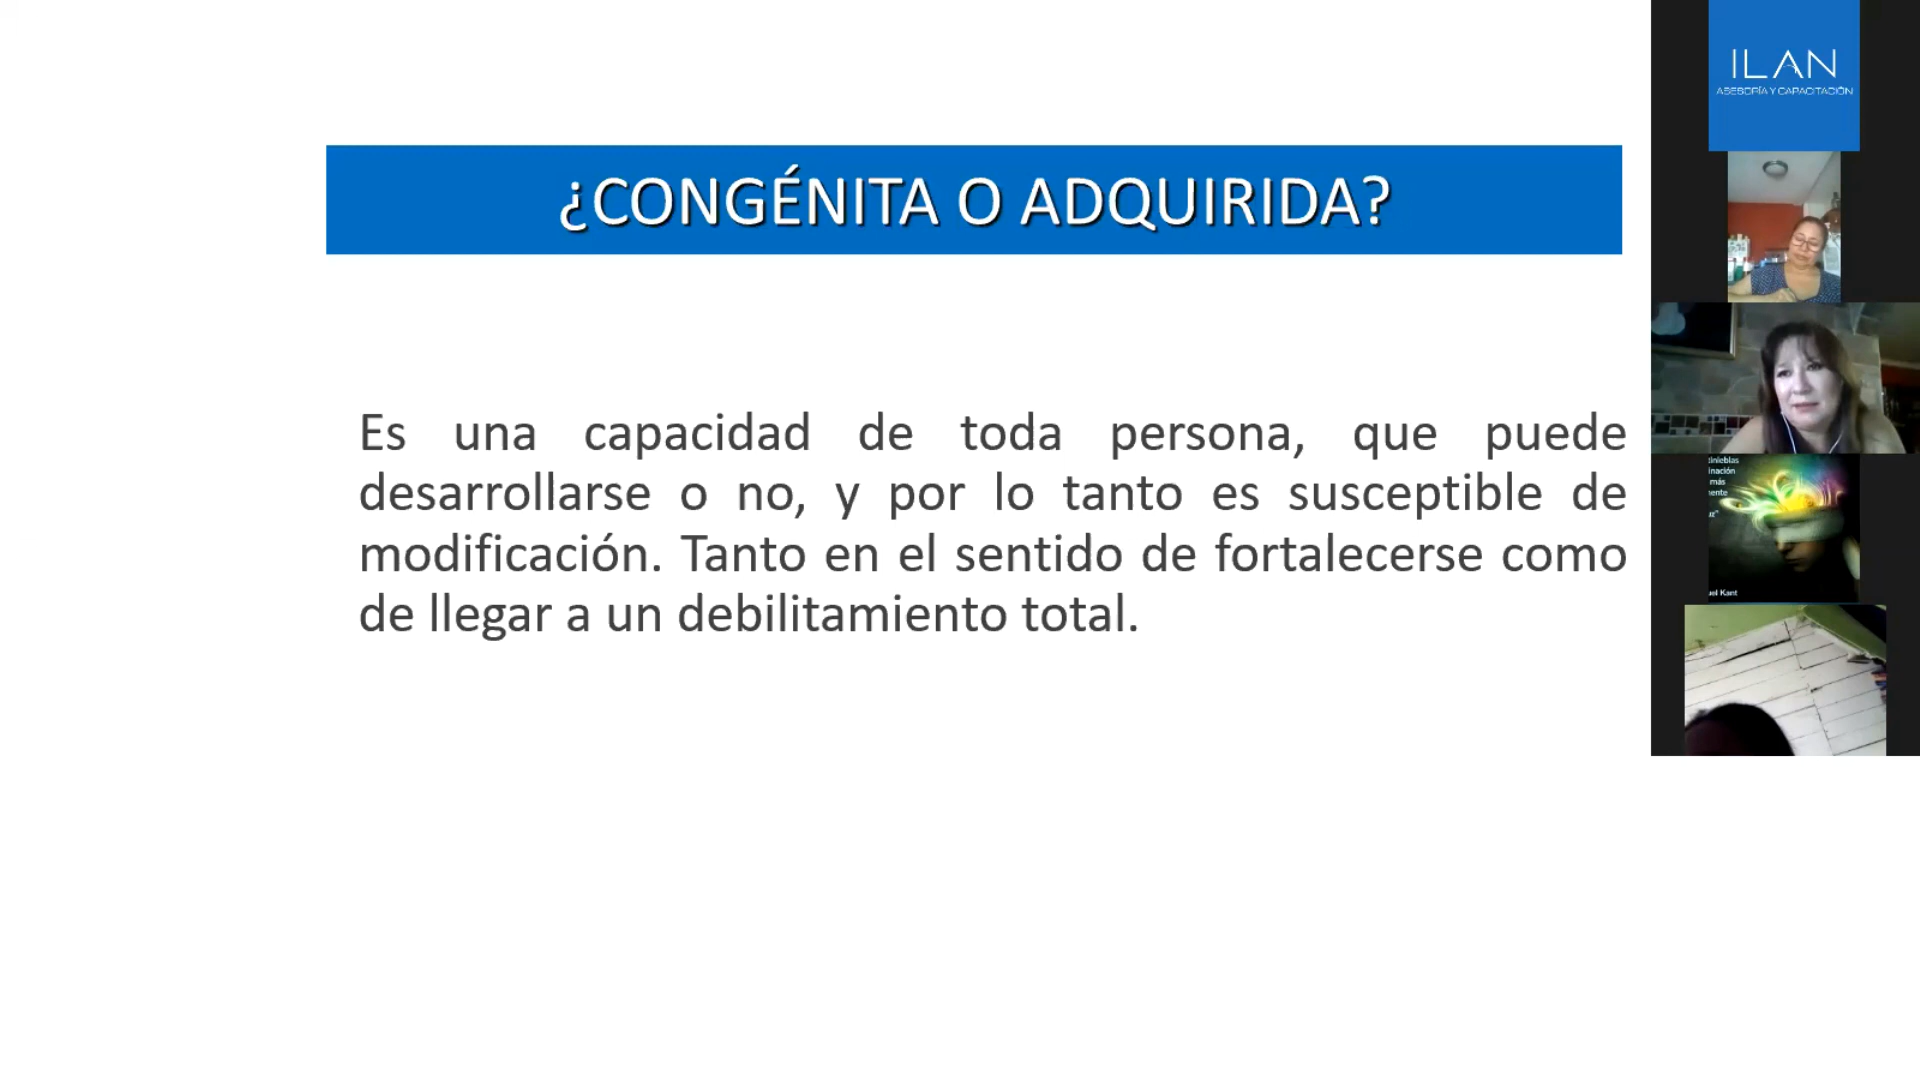 ¿CONGÉNITA O ADQUIRIDA?
Es una capacidad de toda persona, que puede
desarrollarse o no, y por lo tanto es susceptible de
modificación. Tanto en el sentido de fortalecerse como
de llegar a un debilitamiento total.
ILAN
ASESORÍA Y CAPACITACIÓN
más
Kant